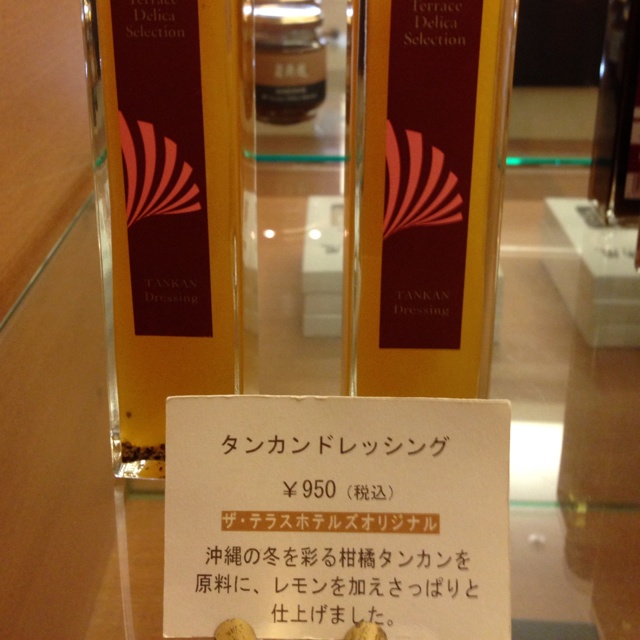 Terrace
Delica
Selection
TANKAN
Dressing
Terrace
Delica
Selection
TANKAN
Dressing
タンカンドレッシング
￥950（税込）
ザ・テラスホテルズオリジナル
沖縄の冬を彩る柑橘タンカンを
原料に、レモンを加えさっぱりと
仕上げました。